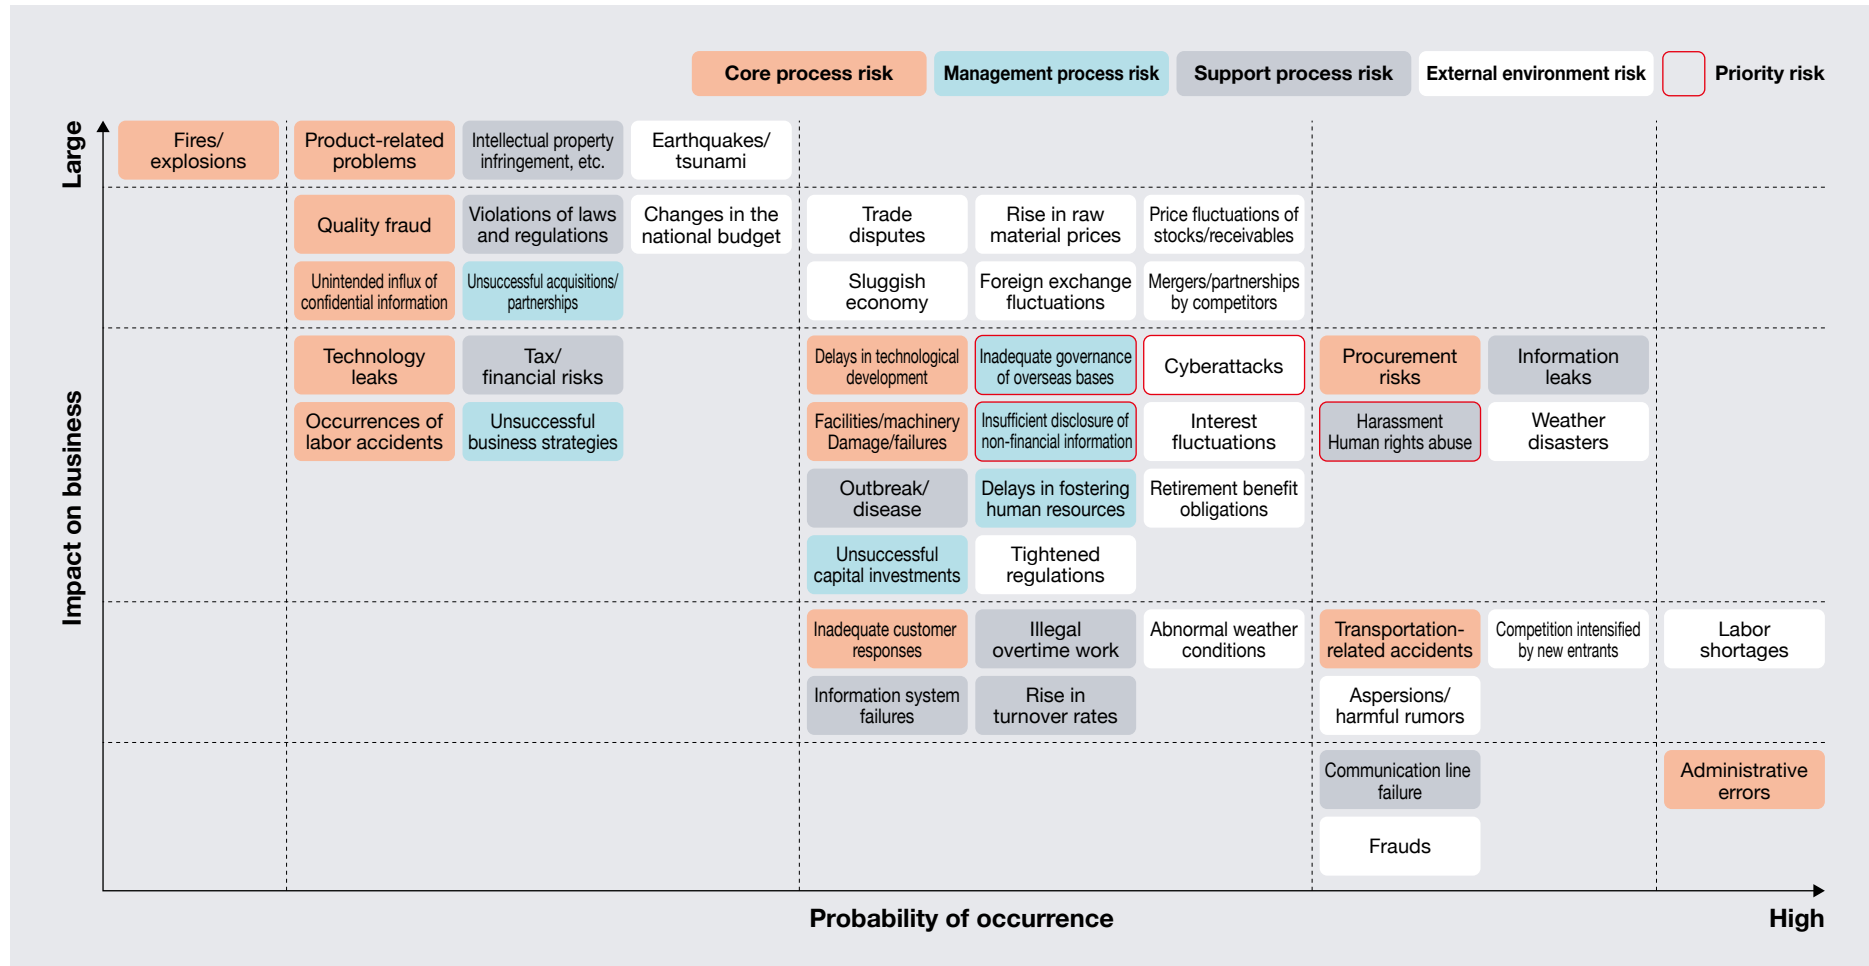 Core process risk
Management process risk
Support process risk
External environment risk
Priority risk
Large
Impact on business
Fires/
explosions
Product-related
problems
Intellectual property
infringement, etc.
Earthquakes/
tsunami
Quality fraud
Violations of laws
and regulations
Changes in the
national budget
Trade
disputes
Rise in raw
material prices
Price fluctuations of
stocks/receivables
Unintended influx of
confidential information
Unsuccessful acquisitions/
partnerships
Sluggish
economy
Foreign exchange
fluctuations
Mergers/partnerships
by competitors
Technology
leaks
Tax/
financial risks
Delays in technological
development
Inadequate governance
of overseas bases
Cyberattacks
Procurement
risks
Information
leaks
Occurrences of
labor accidents
Unsuccessful
business strategies
Facilities/machinery
Damage/failures
Insufficient disclosure of
non-financial information
Interest
fluctuations
Harassment
Human rights abuse
Weather
disasters
Outbreak/
disease
Delays in fostering
human resources
Retirement benefit
obligations
Unsuccessful
capital investments
Tightened
regulations
Inadequate customer
responses
Illegal
overtime work
Abnormal weather
conditions
Transportation-
related accidents
Competition intensified
by new entrants
Labor
shortages
Information system
failures
Rise in
turnover rates
Aspersions/
harmful rumors
Communication line
failure
Administrative
errors
Frauds
Probability of occurrence
High